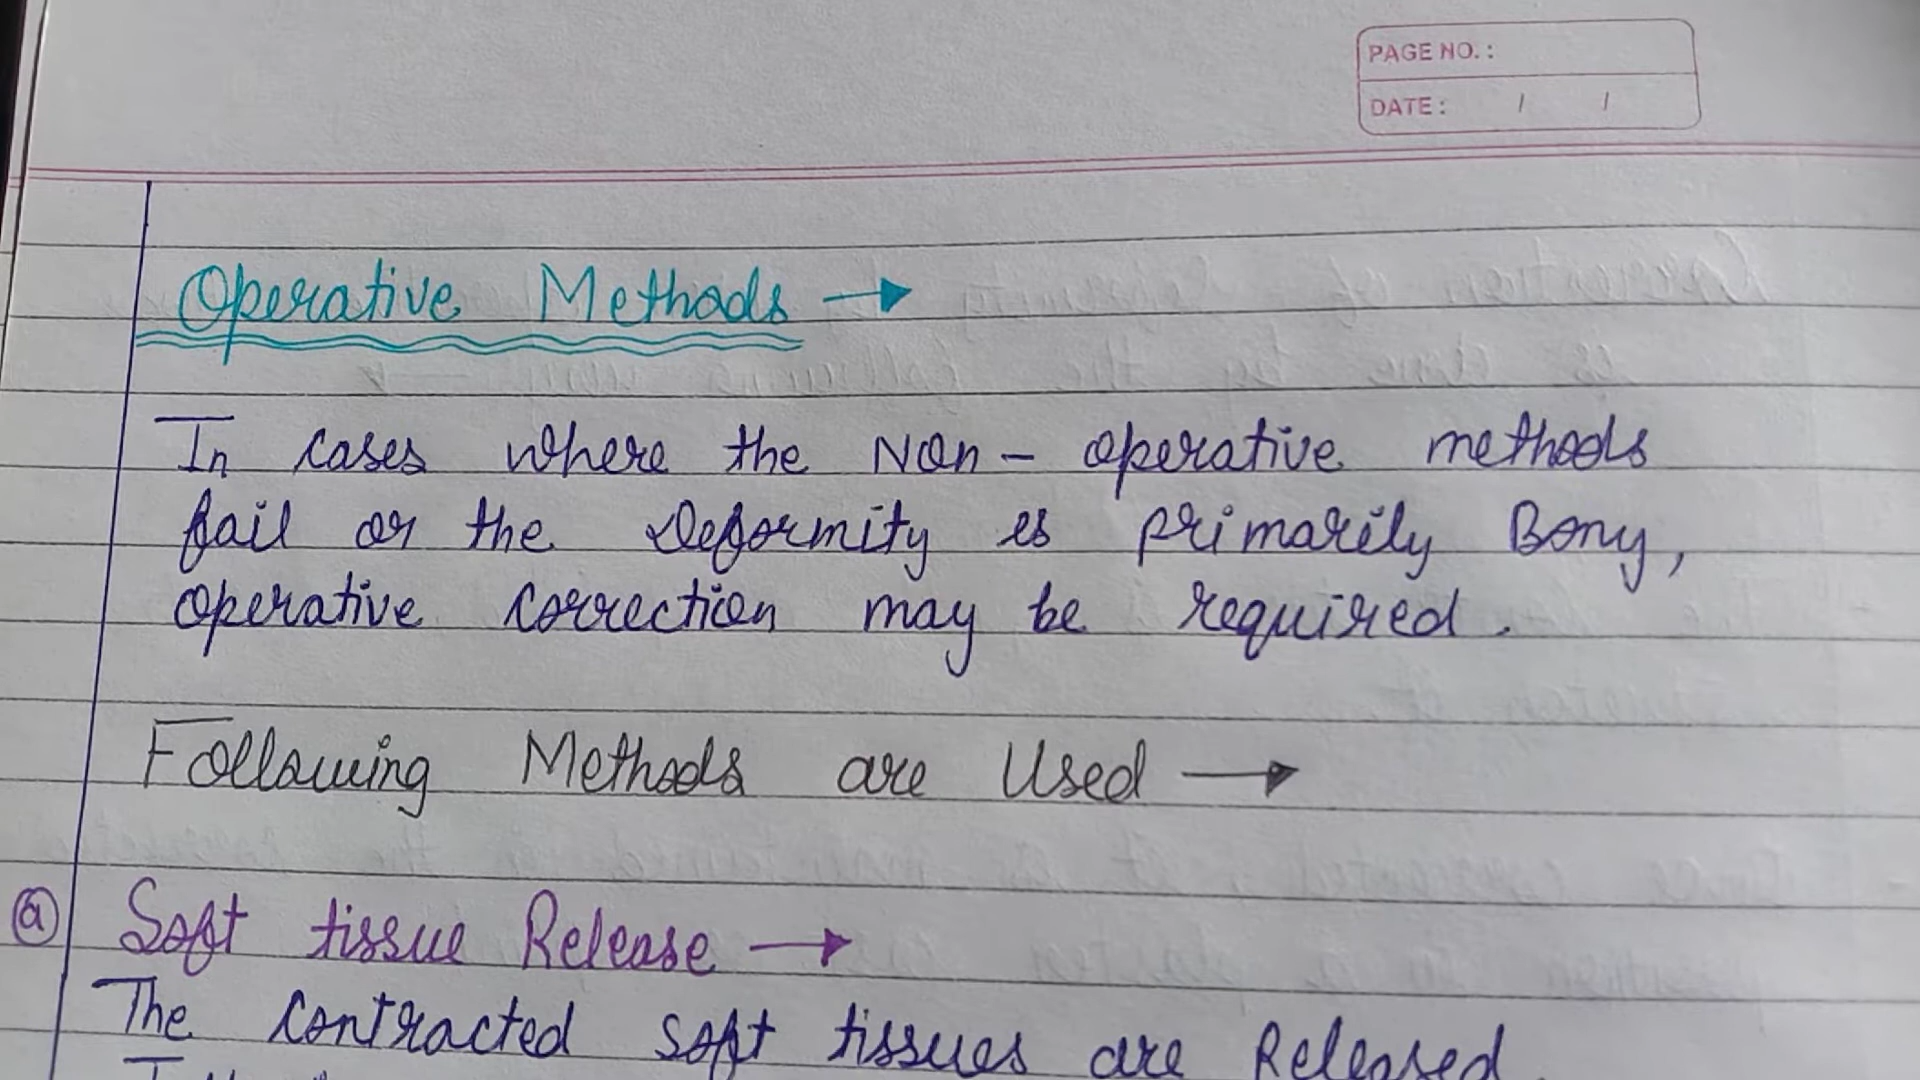 PAGE NO. :
DATE : / /
Operative Methods →
In cases where the Non - operative methods
fail or the deformity is primarily Bony,
operative correction may be required.
Following Methods are Used →
(a) Soft tissue Release →
The contracted soft tissues are Released.